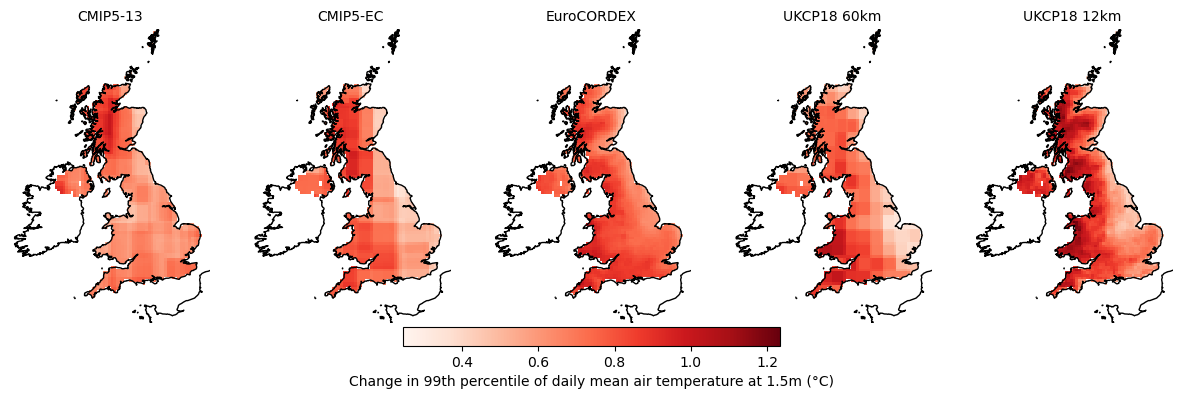 CMIP5-13
CMIP5-EC
EuroCORDEX
UKCP18 60km
UKCP18 12km
0.4
0.6
0.8
1.0
1.2
Change in 99th percentile of daily mean air temperature at 1.5m (°C)